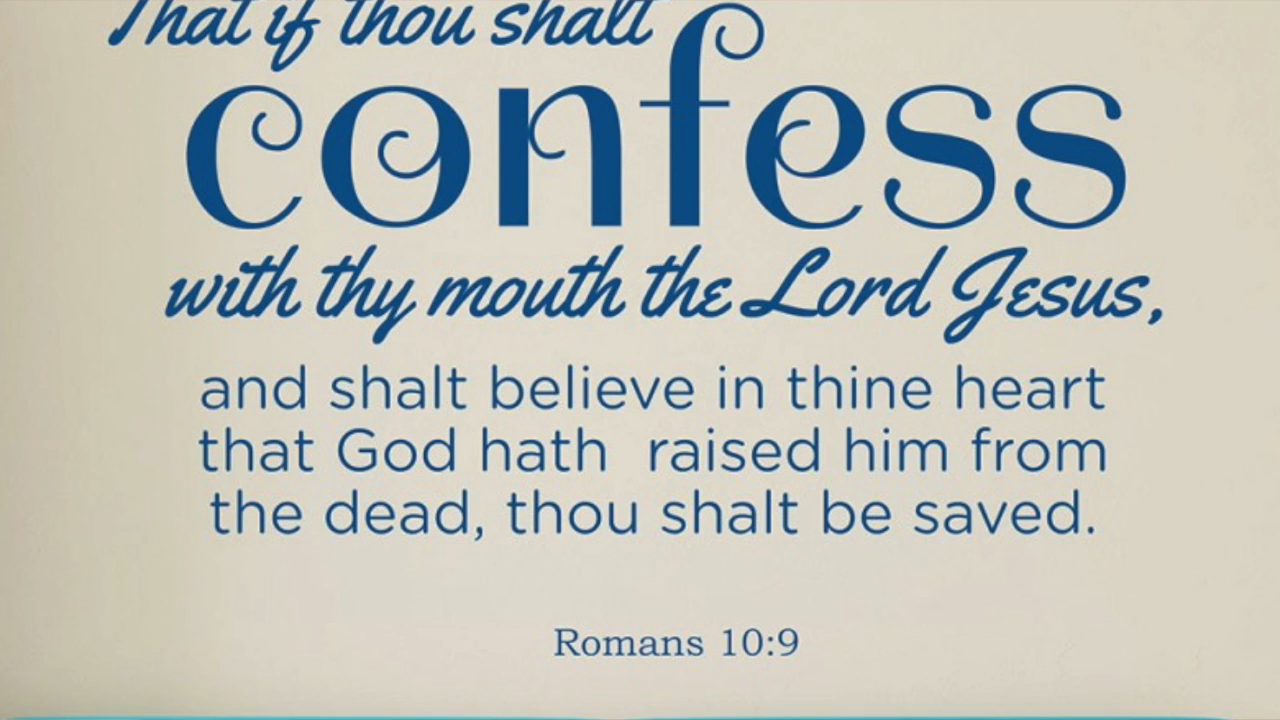 That if thou shalt
confess
with thy mouth the Lord Jesus,
and shalt believe in thine heart
that God hath raised him from
the dead, thou shalt be saved.
Romans 10:9